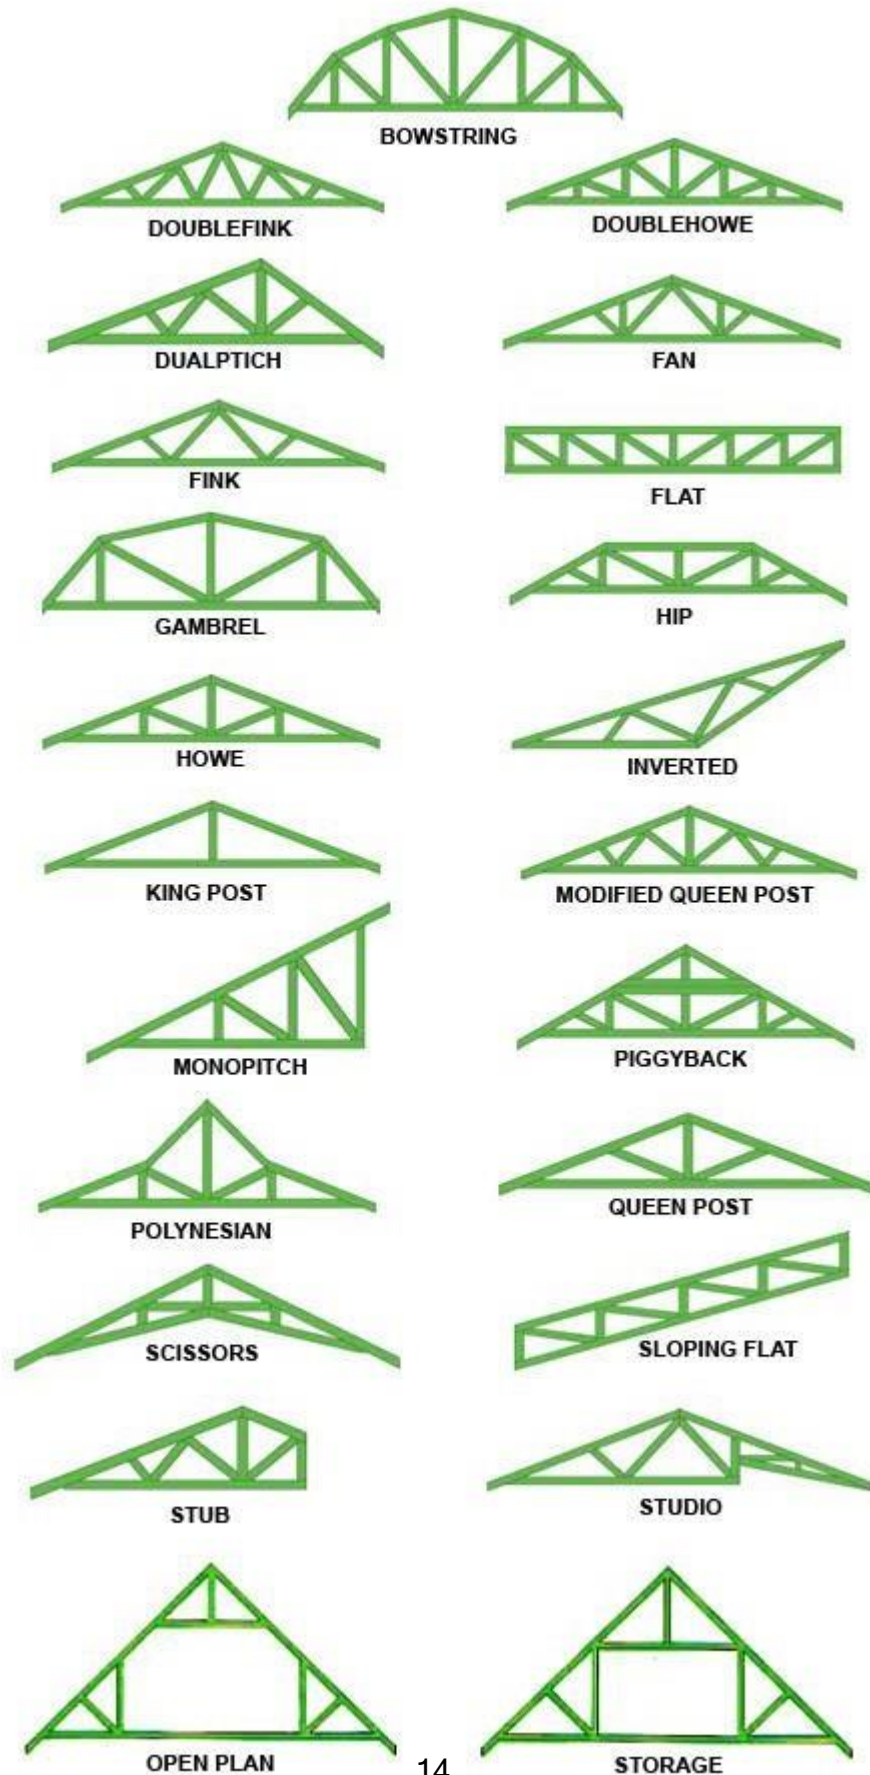 BOWSTRING
DOUBLEFINK
DOUBLEHOWE
DUALPTICH
FAN
FINK
FLAT
GAMBREL
HIP
HOWE
INVERTED
KING POST
MODIFIED QUEEN POST
MONOPITCH
PIGGYBACK
POLYNESIAN
QUEEN POST
SCISSORS
SLOPING FLAT
STUB
STUDIO
OPEN PLAN
14
STORAGE